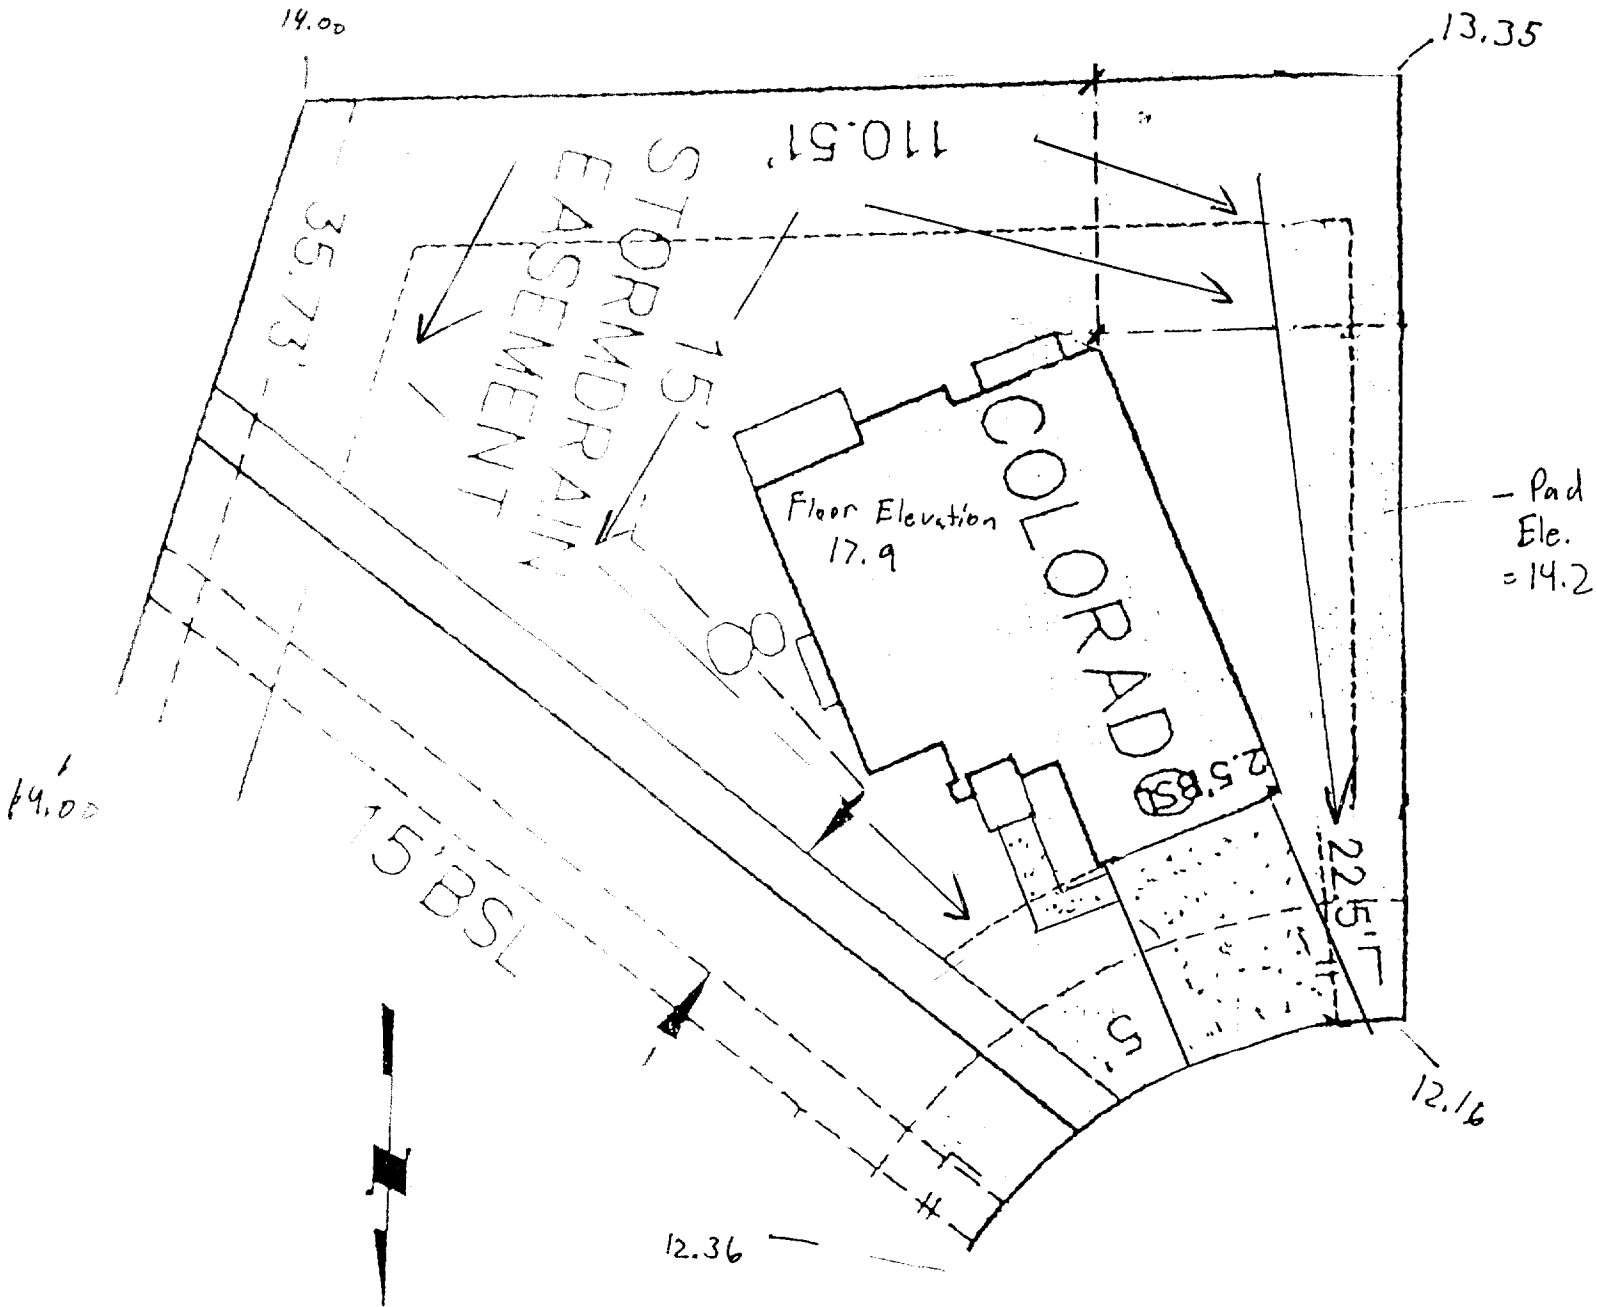 14.00
13.35
110.51'
35.73'
15'
STORMDRAIN
EASEMENT
COLORADO
Floor Elevation
17.9
- Pad
Ele.
= 14.2
8
2.5' BSL
22.5'
14.00
15' BSL
5'
12.16
12.36